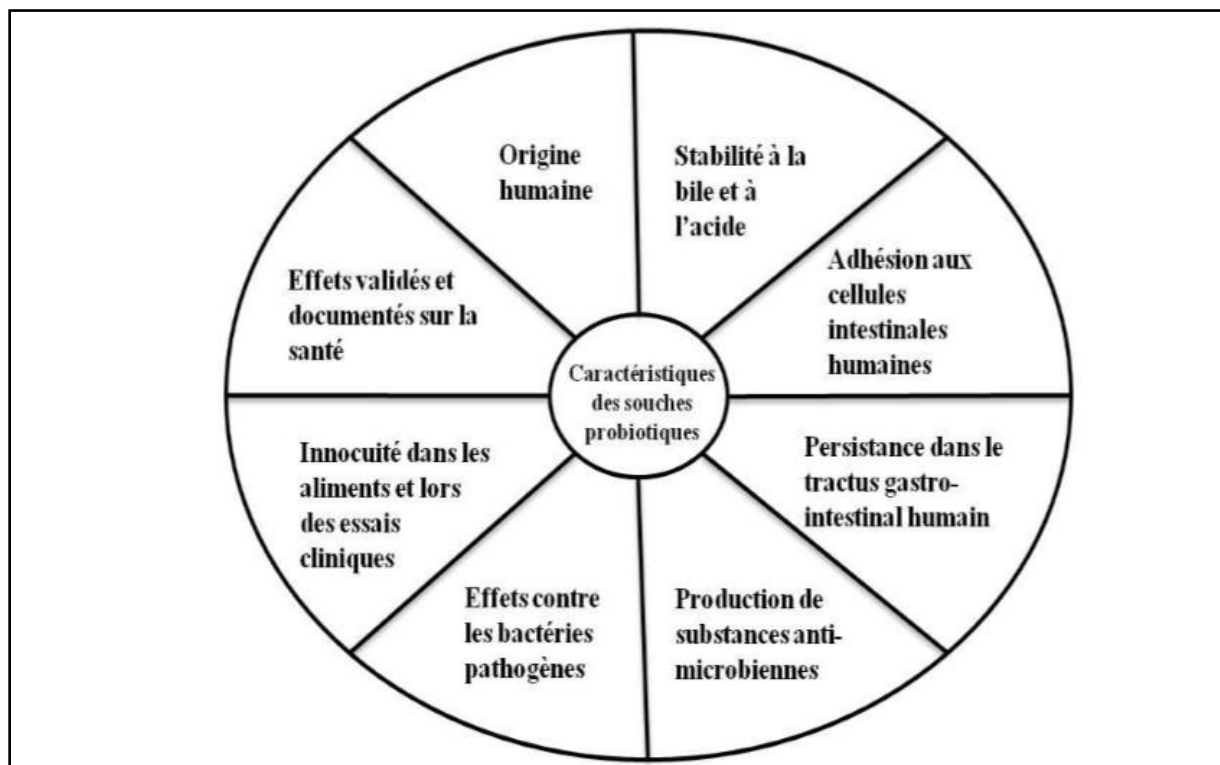 Origine
humaine
Stabilité à la
bile et à
l’acide
Adhésion aux
cellules
intestinales
humaines
Persistance dans le
tractus gastro-
intestinal humain
Production de
substances anti-
microbiennes
Effets contre
les bactéries
pathogènes
Innocuité dans les
aliments et lors
des essais
cliniques
Effets validés et
documentés sur la
santé
Caractéristiques
des souches
probiotiques